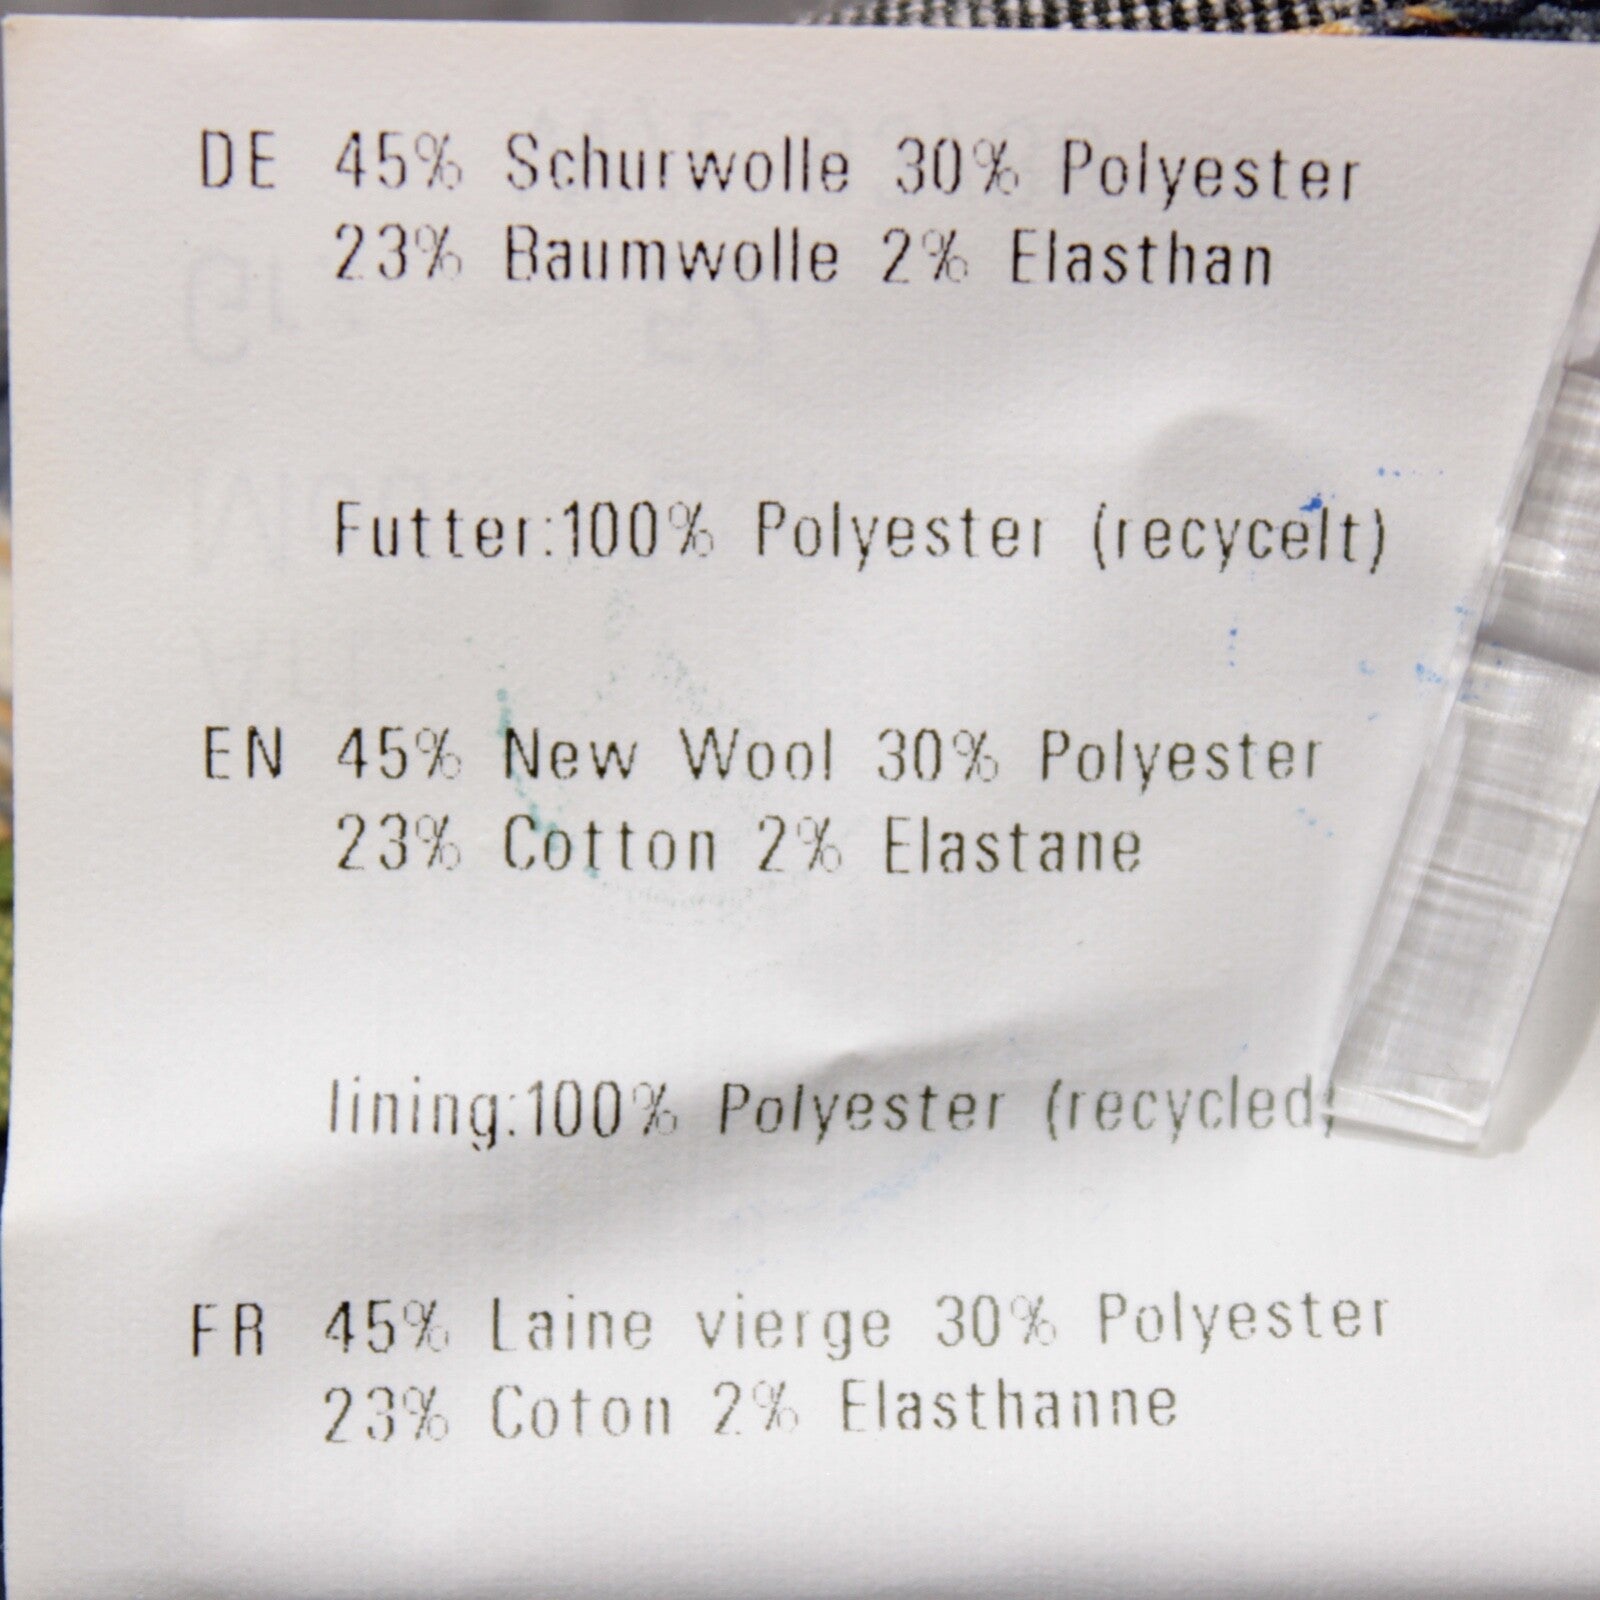 DE 45% Schurwolle 30% Polyester
23% Baumwolle 2% Elasthan
Futter:100% Polyester (recycelt)
EN 45% New Wool 30% Polyester
23% Cotton 2% Elastane
lining:100% Polyester (recycled)
FR 45% Laine vierge 30% Polyester
23% Coton 2% Elasthanne